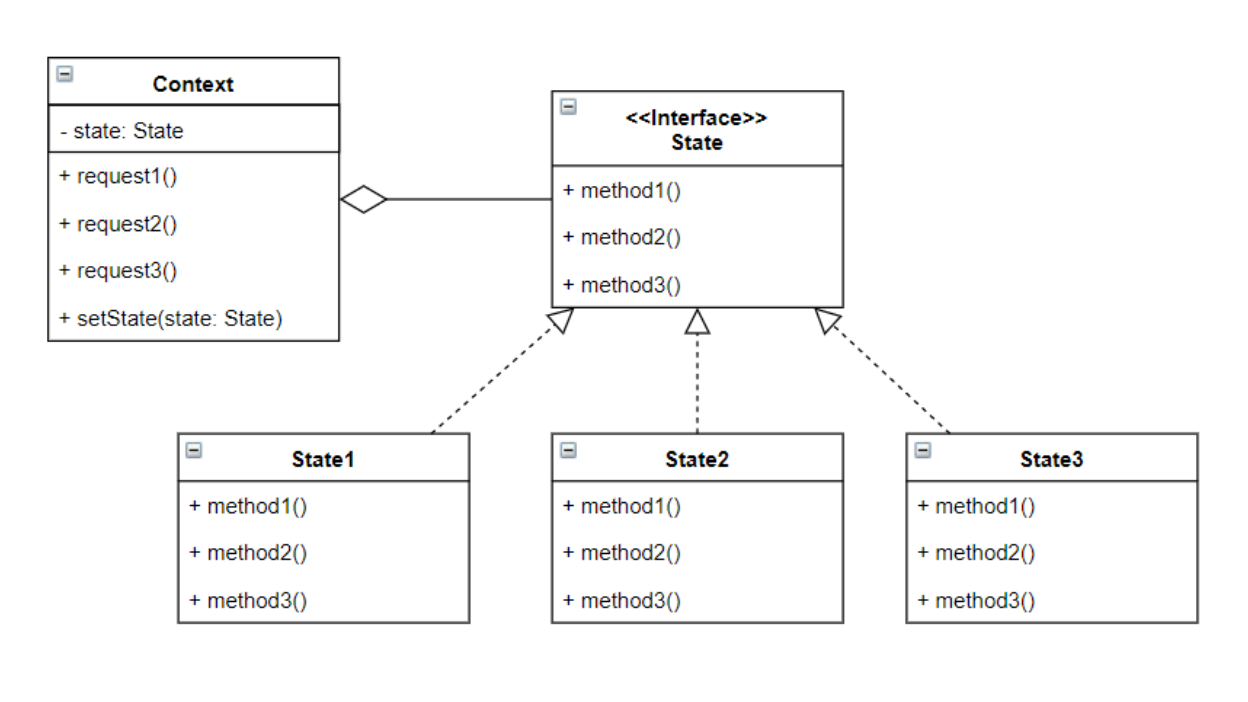 Context
- state: State
+ request1()
+ request2()
+ request3()
+ setState(state: State)
<<Interface>>
State
+ method1()
+ method2()
+ method3()
State1
+ method1()
+ method2()
+ method3()
State2
+ method1()
+ method2()
+ method3()
State3
+ method1()
+ method2()
+ method3()